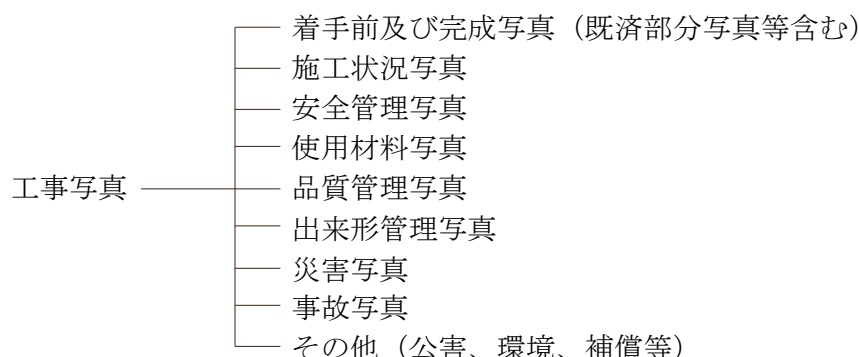 着手前及び完成写真（既済部分写真等含む）
施工状況写真
安全管理写真
使用材料写真
工事写真
品質管理写真
出来形管理写真
災害写真
事故写真
その他（公害、環境、補償等）